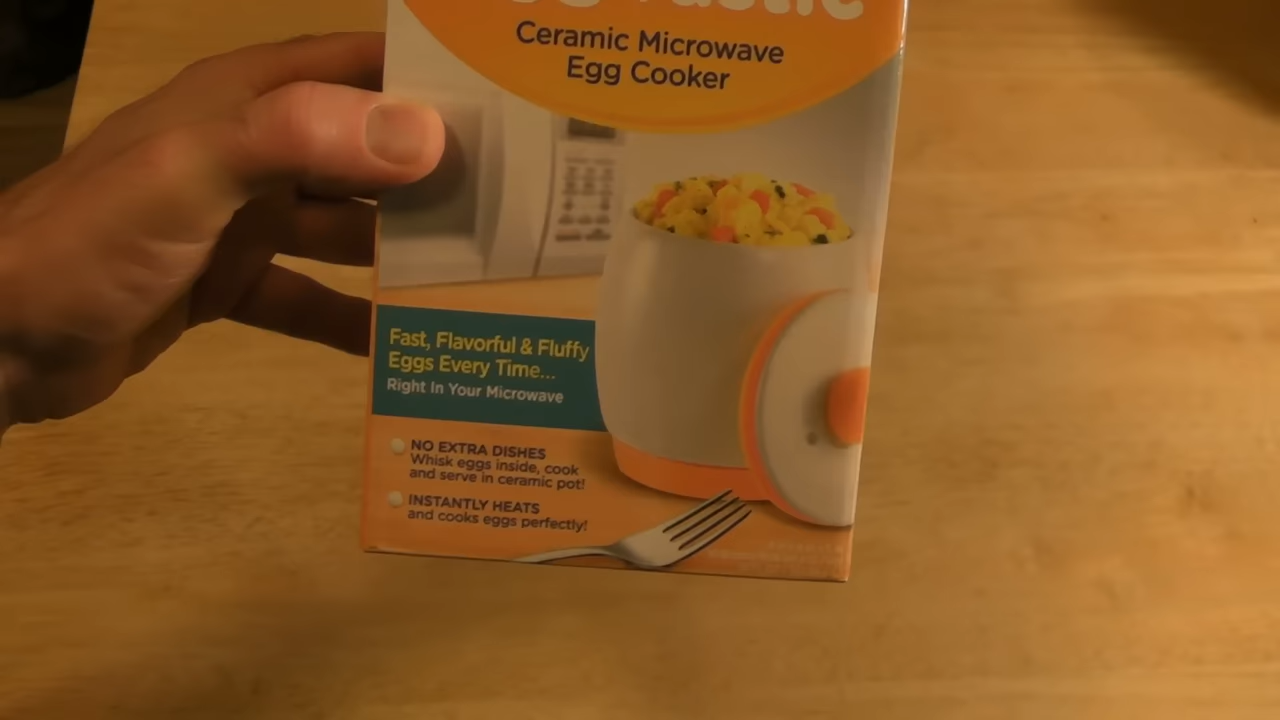 Ceramic Microwave
Egg Cooker
Fast, Flavorful & Fluffy
Eggs Every Time...
Right In Your Microwave
NO EXTRA DISHES
Whisk eggs inside, cook
and serve in ceramic pot!
INSTANTLY HEATS
and cooks eggs perfectly!